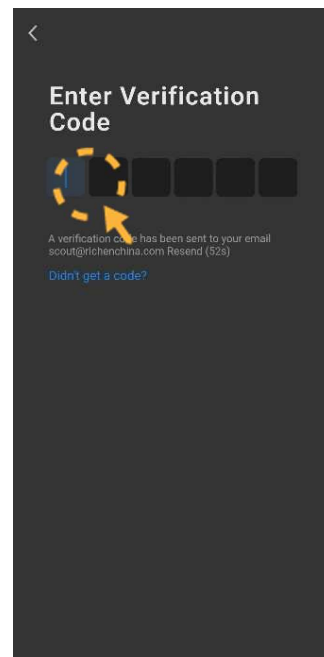 Enter Verification
Code
A verification code has been sent to your email
scout@richenchina.com Resend (52s)
Didn't get a code?